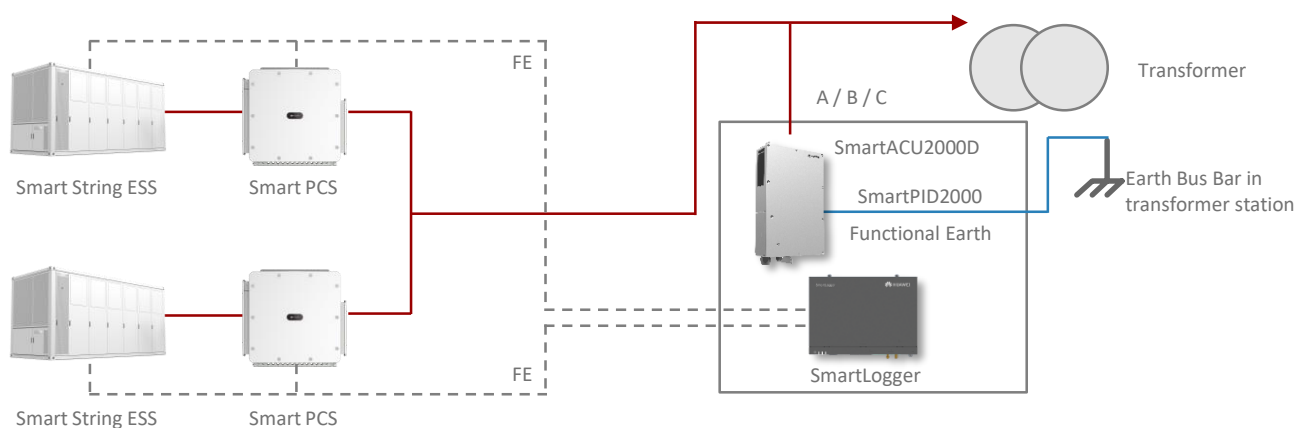 FE
Transformer
A / B / C
SmartACU2000D
Smart String ESS
Smart PCS
SmartPID2000
Earth Bus Bar in
transformer station
Functional Earth
HUAWEI
SmartLogger
FE
Smart String ESS
Smart PCS